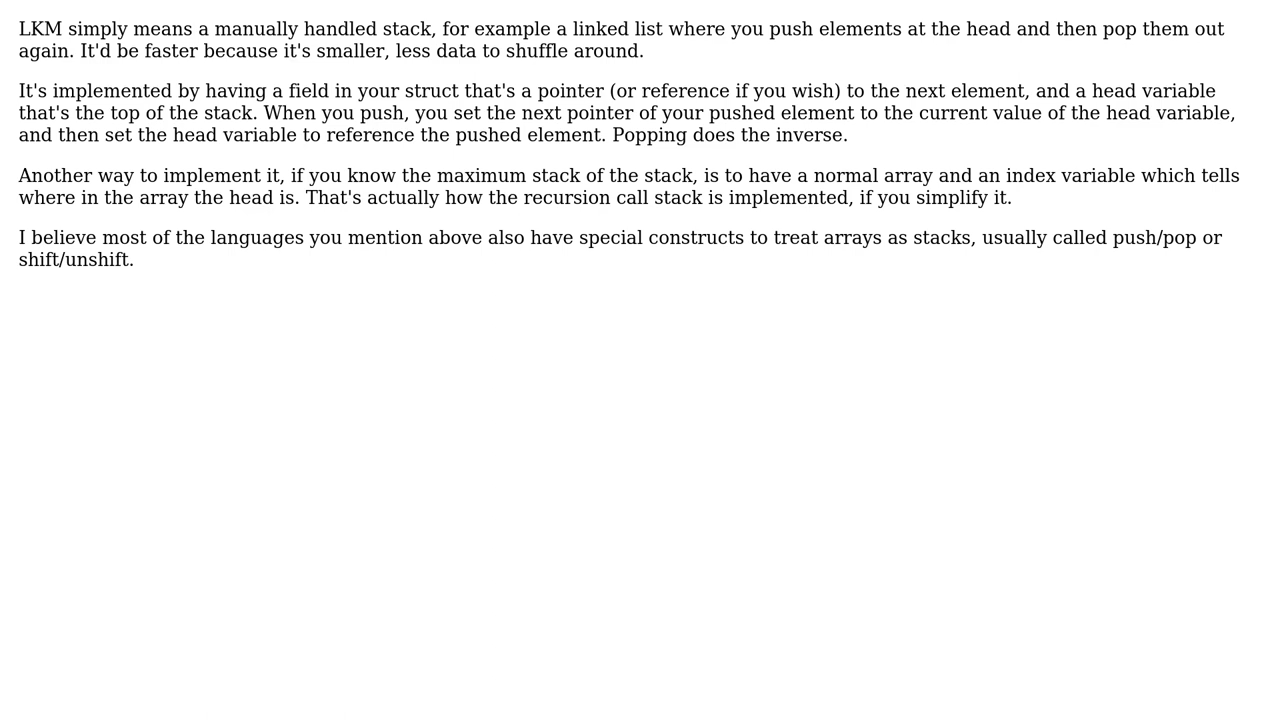 LKM simply means a manually handled stack, for example a linked list where you push elements at the head and then pop them out
again. It'd be faster because it's smaller, less data to shuffle around.
It's implemented by having a field in your struct that's a pointer (or reference if you wish) to the next element, and a head variable
that's the top of the stack. When you push, you set the next pointer of your pushed element to the current value of the head variable,
and then set the head variable to reference the pushed element. Popping does the inverse.
Another way to implement it, if you know the maximum stack of the stack, is to have a normal array and an index variable which tells
where in the array the head is. That's actually how the recursion call stack is implemented, if you simplify it.
I believe most of the languages you mention above also have special constructs to treat arrays as stacks, usually called push/pop or
shift/unshift.